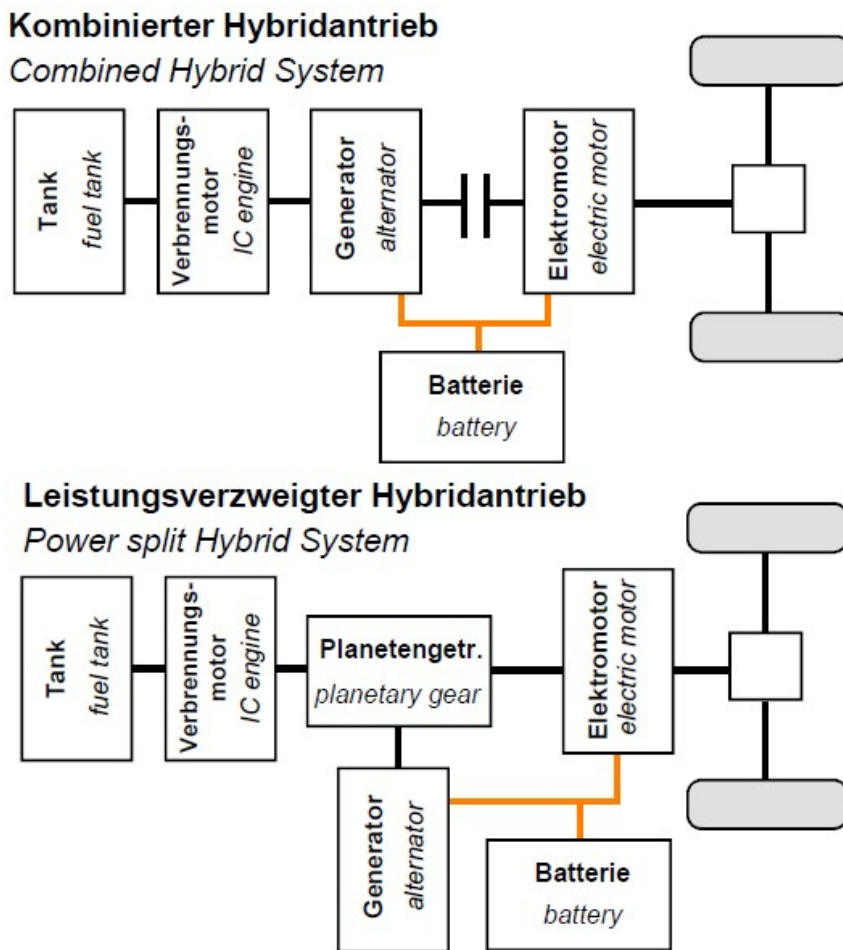 Kombinierter Hybridantrieb
Combined Hybrid System
Tank
fuel tank
Verbrennungs-
motor
IC engine
Generator
alternator
Elektromotor
electric motor
Batterie
battery
Leistungsverzweigter Hybridantrieb
Power split Hybrid System
Tank
fuel tank
Verbrennungs-
motor
IC engine
Planetengetr.
planetary gear
Elektromotor
electric motor
Generator
alternator
Batterie
battery